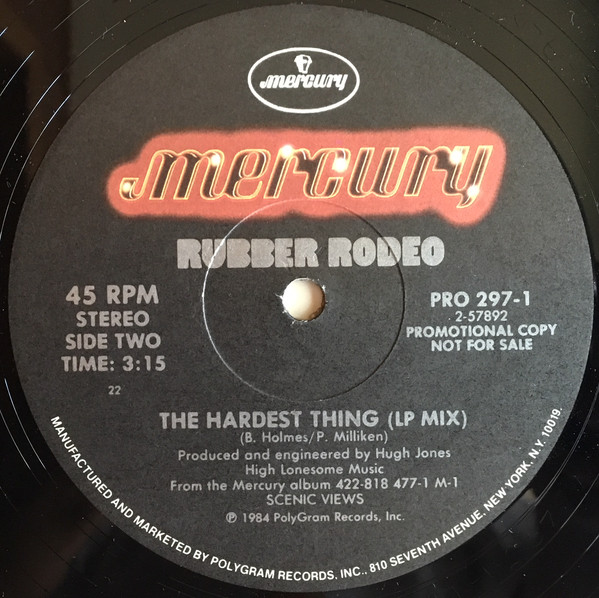 mercury
mercury
RUBBER RODEO
45 RPM
STEREO
SIDE TWO
TIME: 3:15
22
PRO 297-1
2-57892
PROMOTIONAL COPY
NOT FOR SALE
THE HARDEST THING (LP MIX)
(B. Holmes/P. Milliken)
Produced and engineered by Hugh Jones
High Lonesome Music
From the Mercury album 422-818 477-1 M-1
SCENIC VIEWS
℗ 1984 PolyGram Records, Inc.
MANUFACTURED AND MARKETED BY POLYGRAM RECORDS, INC., 810 SEVENTH AVENUE, NEW YORK, N.Y. 10019.